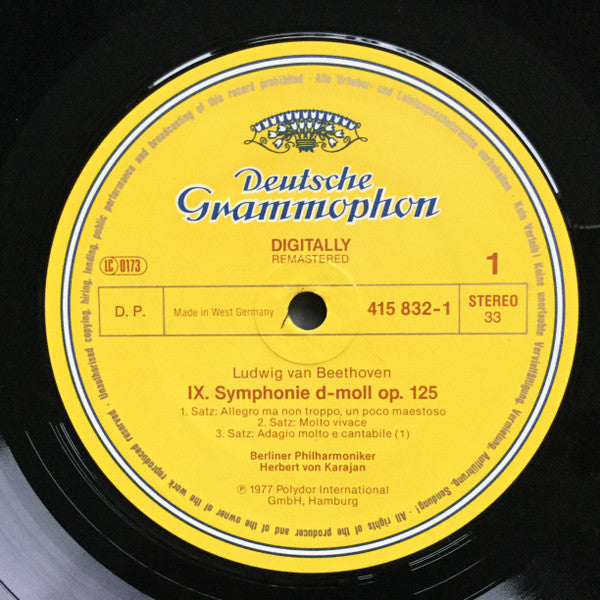 Deutsche
Grammophon
DIGITALLY
REMASTERED
LC 0173
1
D. P.
Made in West Germany
415 832-1
STEREO
33
Ludwig van Beethoven
IX. Symphonie d-moll op. 125
1. Satz: Allegro ma non troppo, un poco maestoso
2. Satz: Molto vivace
3. Satz: Adagio molto e cantabile (1)
Berliner Philharmoniker
Herbert von Karajan
℗ 1977 Polydor International
GmbH, Hamburg
Alle Urheber- und Leistungsschutzrechte vorbehalten · Kein Verleih! Keine unerlaubte Vervielfältigung, Aufführung, Sendung! · All rights of the producer and of the owner of the work reproduced reserved · Unauthorised copying, hiring, lending, public performance and broadcasting of this record prohibited ·